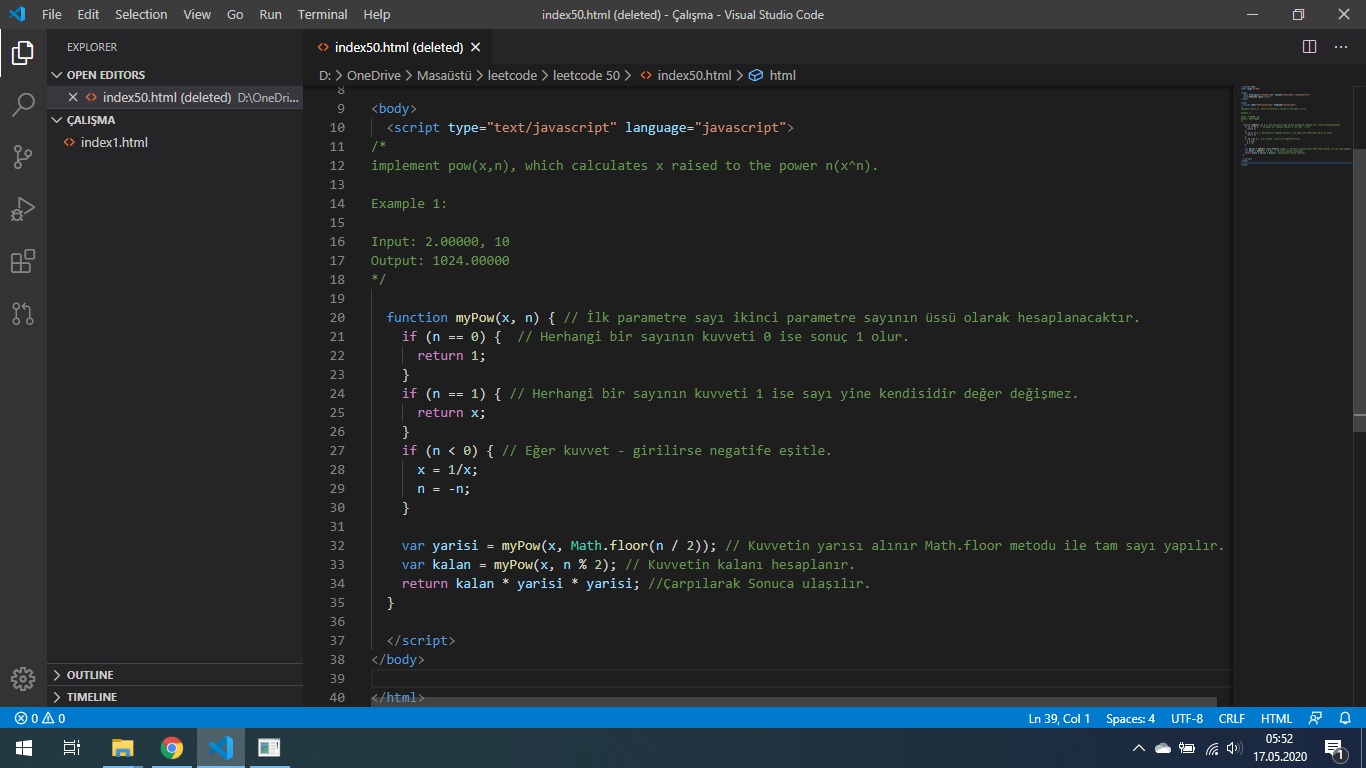 File Edit Selection View Go Run Terminal Help
index50.html (deleted) - Çalışma - Visual Studio Code
EXPLORER
OPEN EDITORS
index50.html (deleted) D:\OneDri...
ÇALIŞMA
index1.html
OUTLINE
TIMELINE
index50.html (deleted)
D: > OneDrive > Masaüstü > leetcode > leetcode 50 > index50.html > html
8
9 <body>
10 <script type="text/javascript" language="javascript">
11 /*
12 implement pow(x,n), which calculates x raised to the power n(x^n).
13
14 Example 1:
15
16 Input: 2.00000, 10
17 Output: 1024.00000
18 */
19
20 function myPow(x, n) { // İlk parametre sayı ikinci parametre sayının üssü olarak hesaplanacaktır.
21 if (n == 0) { // Herhangi bir sayının kuvveti 0 ise sonuç 1 olur.
22 return 1;
23 }
24 if (n == 1) { // Herhangi bir sayının kuvveti 1 ise sayı yine kendisidir değer değişmez.
25 return x;
26 }
27 if (n < 0) { // Eğer kuvvet - girilirse negatife eşitle.
28 x = 1/x;
29 n = -n;
30 }
31
32 var yarisi = myPow(x, Math.floor(n / 2)); // Kuvvetin yarısı alınır Math.floor metodu ile tam sayı yapılır.
33 var kalan = myPow(x, n % 2); // Kuvvetin kalanı hesaplanır.
34 return kalan * yarisi * yarisi; //Çarpılarak Sonuca ulaşılır.
35 }
36
37 </script>
38 </body>
39
40 </html>
0 0
Ln 39, Col 1 Spaces: 4 UTF-8 CRLF HTML
05:52
17.05.2020
1